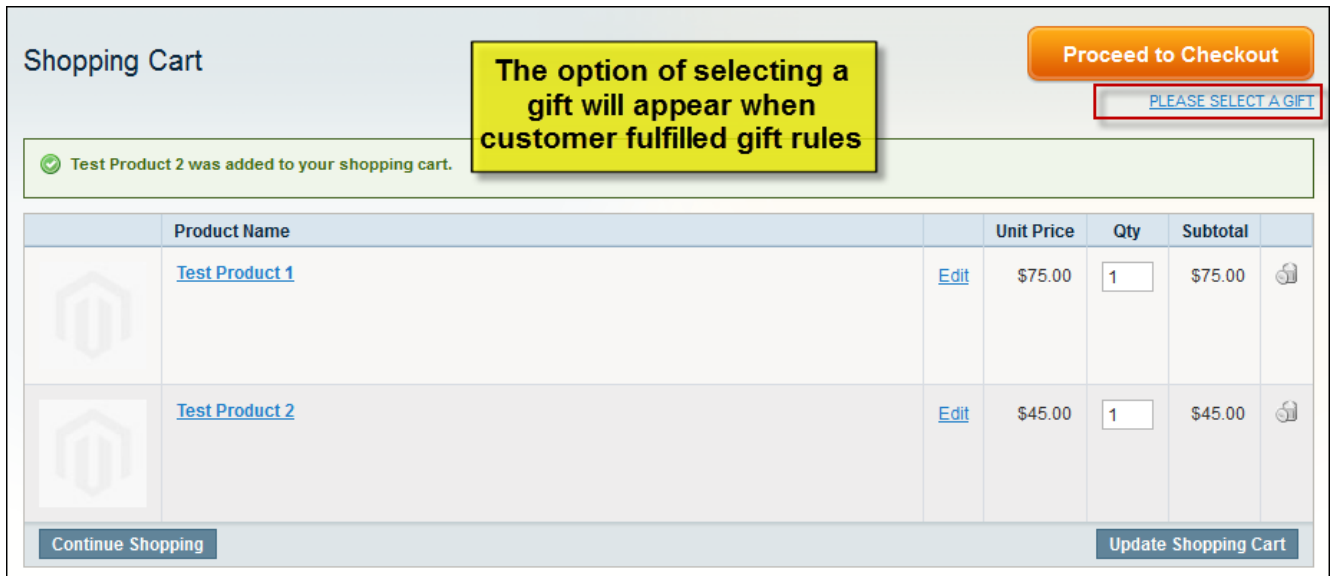 Shopping Cart
The option of selecting a
gift will appear when
customer fulfilled gift rules
Proceed to Checkout
PLEASE SELECT A GIFT
Test Product 2 was added to your shopping cart.
Product Name Unit Price Qty Subtotal
Test Product 1 Edit $75.00 1 $75.00
Test Product 2 Edit $45.00 1 $45.00
Continue Shopping Update Shopping Cart